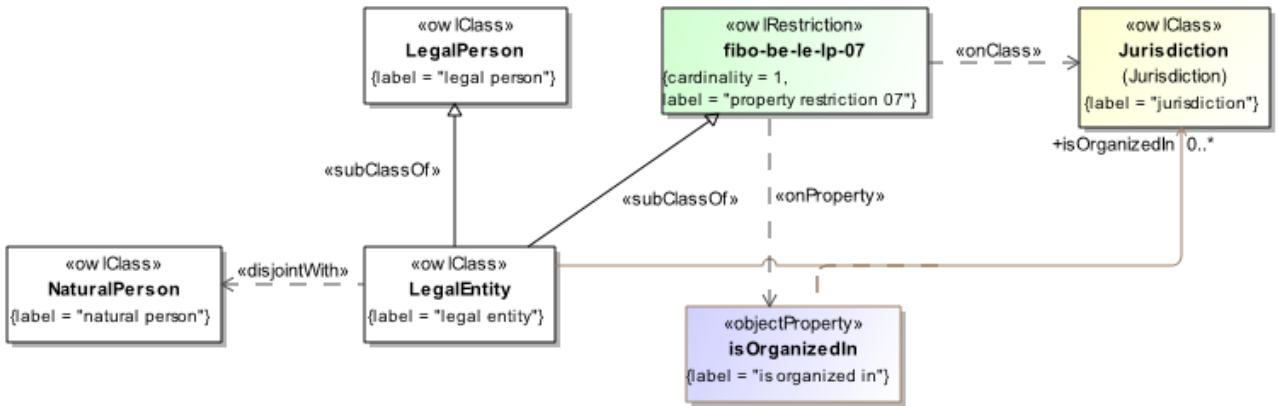 «owlClass»
LegalPerson
{label = "legal person"}
«owlRestriction»
fibo-be-le-lp-07
{cardinality = 1,
label = "property restriction 07"}
«onClass»
«owlClass»
Jurisdiction
(Jurisdiction)
{label = "jurisdiction"}
+isOrganizedIn 0..*
«subClassOf»
«subClassOf»
«onProperty»
«owlClass»
NaturalPerson
{label = "natural person"}
«disjointWith»
«owlClass»
LegalEntity
{label = "legal entity"}
«objectProperty»
isOrganizedIn
{label = "is organized in"}